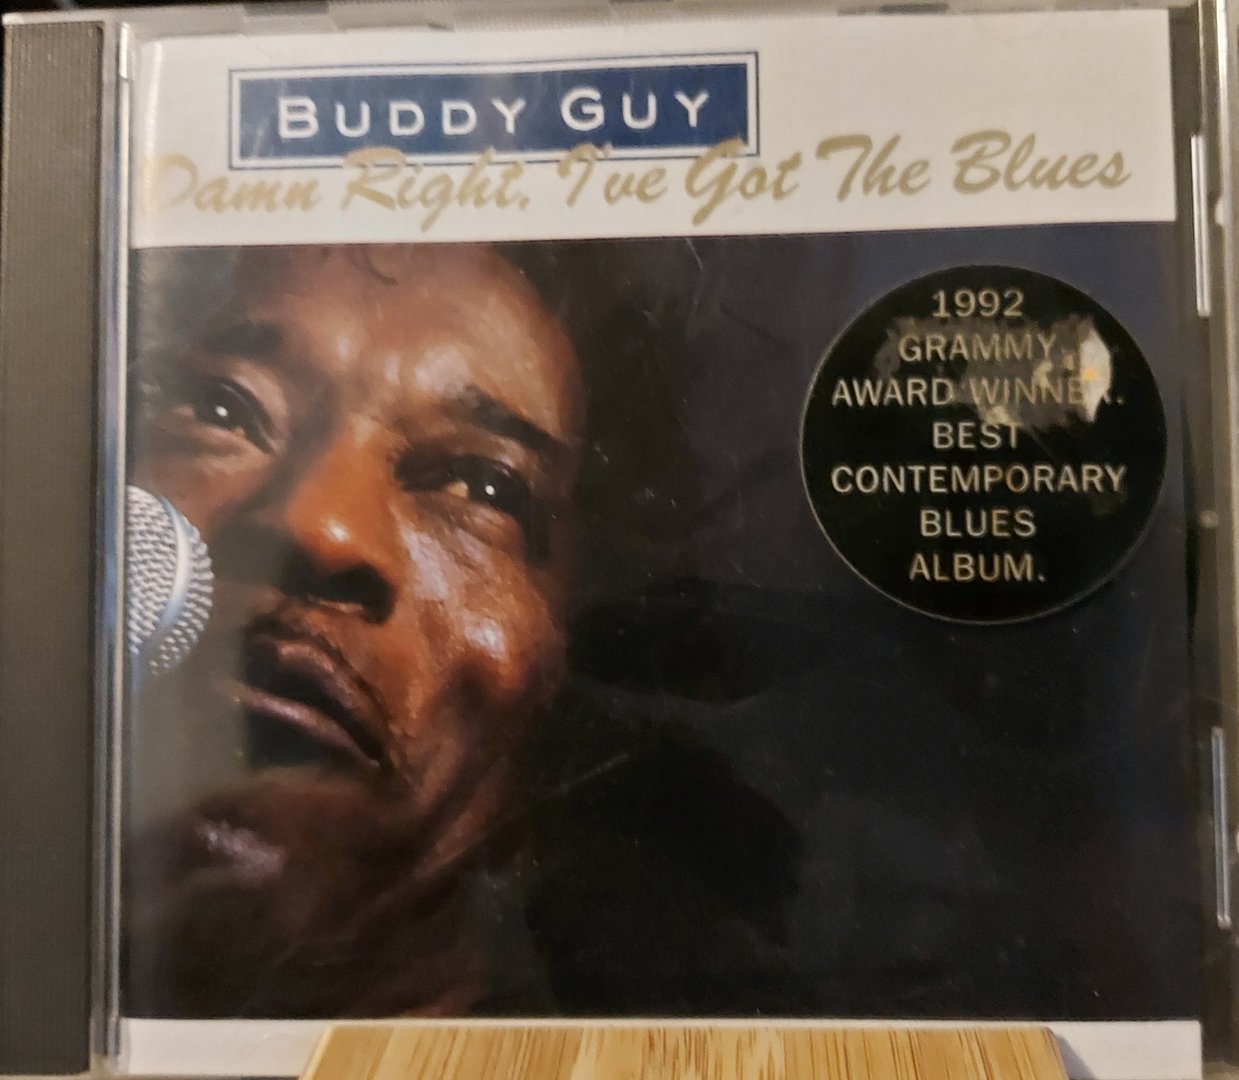 BUDDY GUY
Damn Right, I've Got The Blues
1992
GRAMMY
AWARD WINNER.
BEST
CONTEMPORARY
BLUES
ALBUM.